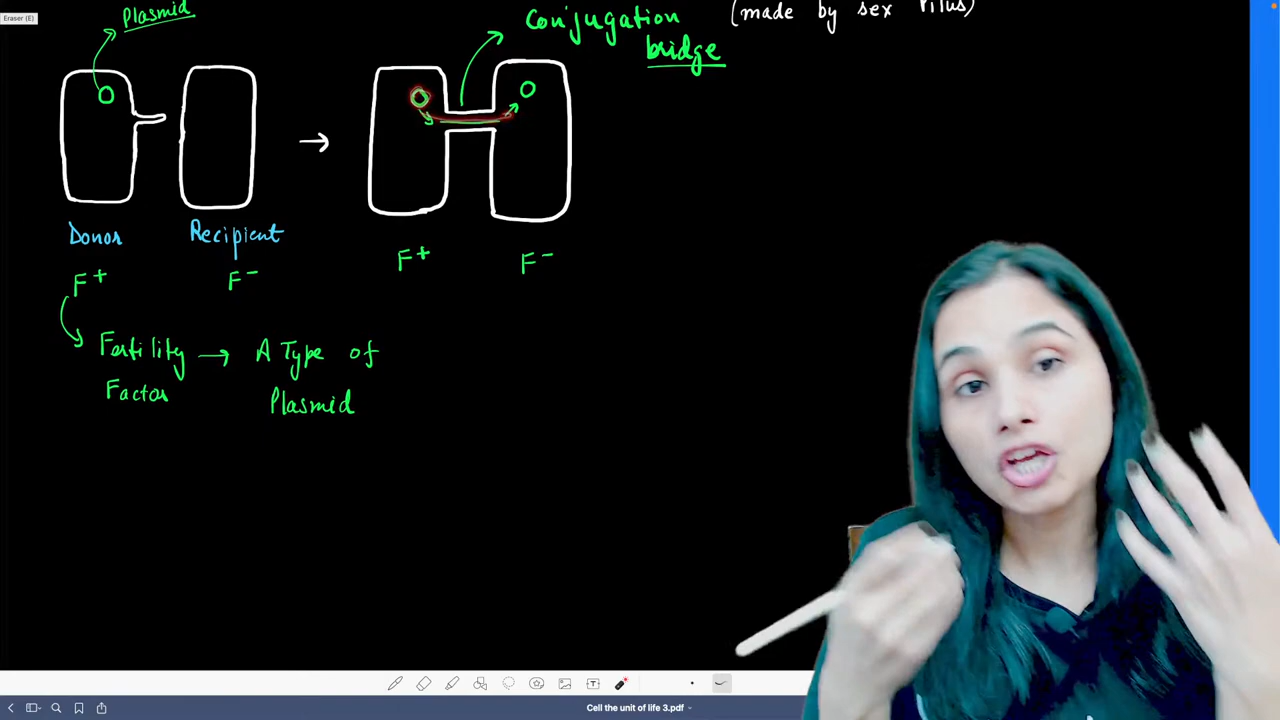 Eraser (E)
Plasmid
Conjugation
bridge
(made by sex Pilus)
Donor
Recipient
F+
F-
F+
F-
Fertility → A Type of
Factor
Plasmid
Cell the unit of life 3.pdf